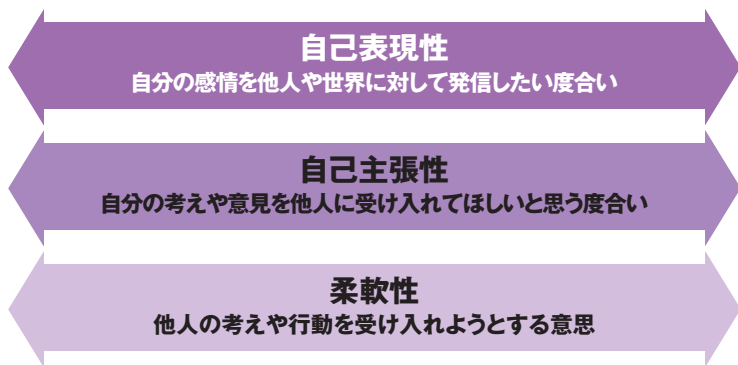 自己表現性
自分の感情を他人や世界に対して発信したい度合い
自己主張性
自分の考えや意見を他人に受け入れてほしいと思う度合い
柔軟性
他人の考えや行動を受け入れようとする意思